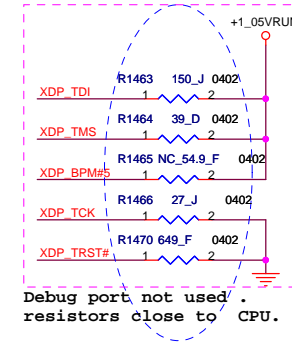 +1_05VRUN
R1463 150_J 0402
XDP_TDI 1 2
R1464 39_D 0402
XDP_TMS 1 2
R1465 NC_54.9_F 0402
XDP_BPM#5 1 2
R1466 27_J 0402
XDP_TCK 1 2
R1470 649_F 0402
XDP_TRST# 1 2
Debug port not used .
resistors close to CPU.